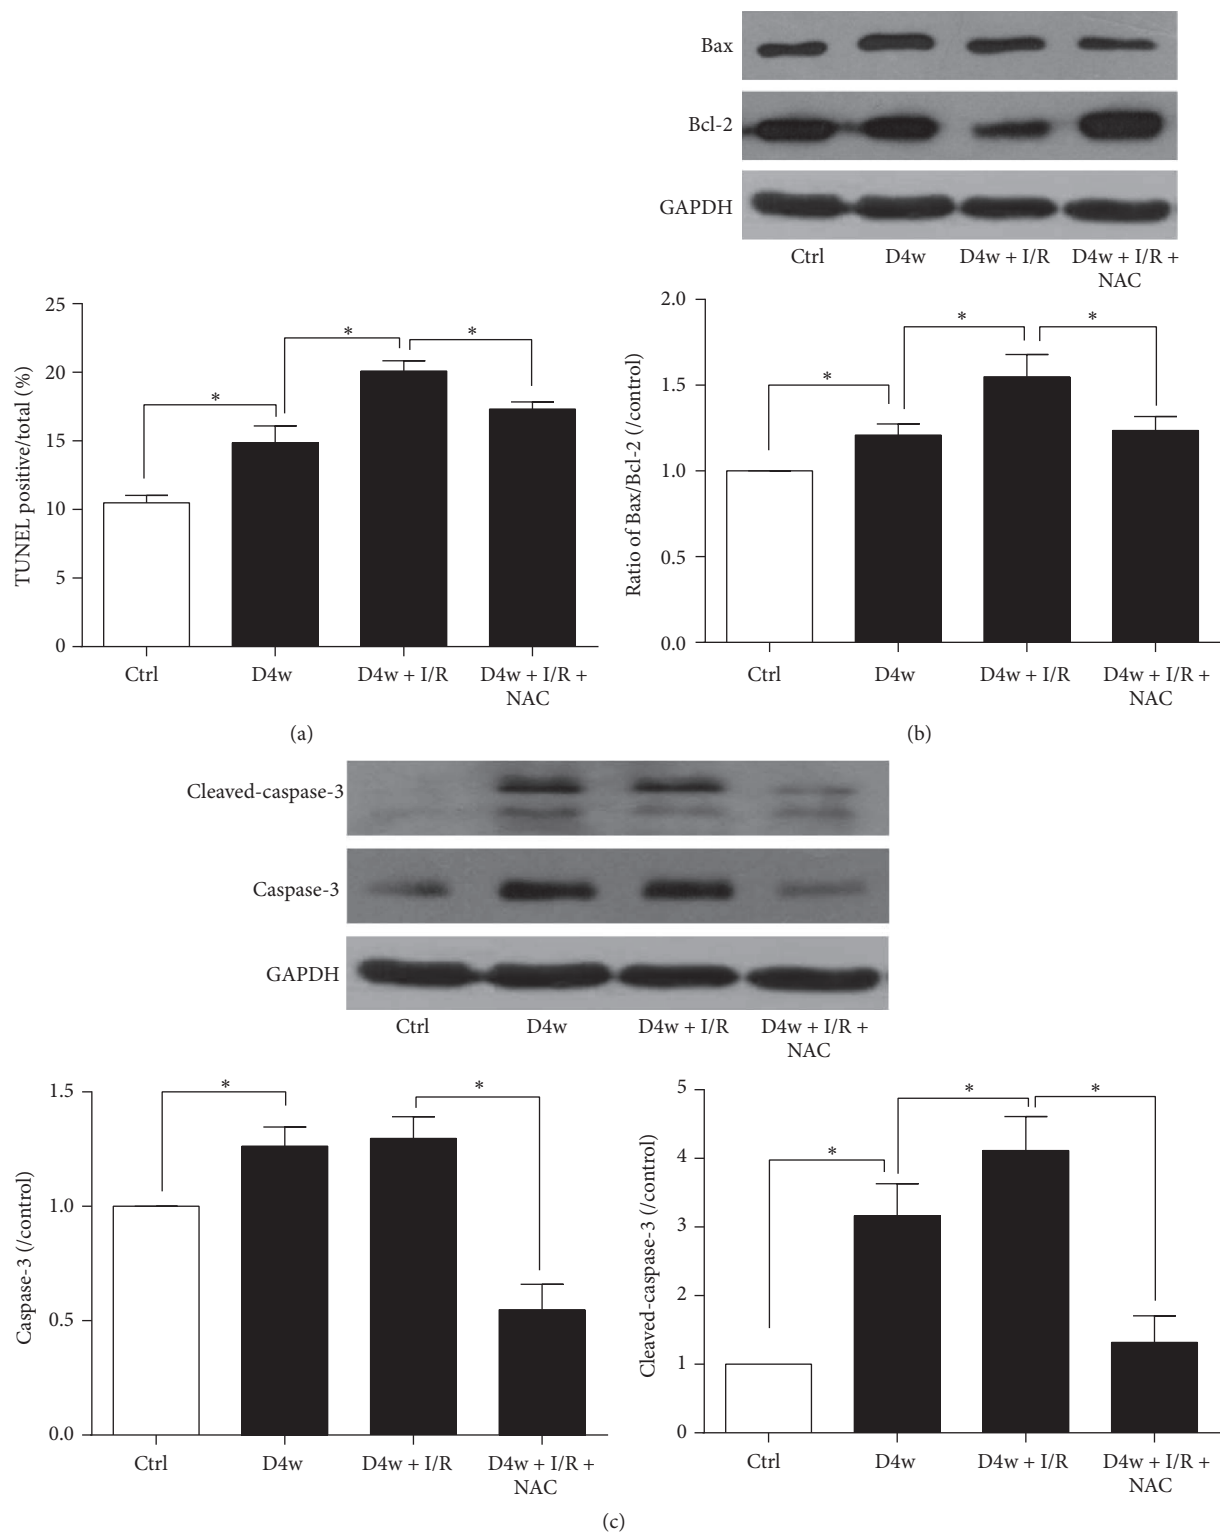 Bax
Bcl-2
GAPDH
Ctrl D4w D4w + I/R D4w + I/R +
NAC
25
20
15
10
5
0
TUNEL positive/total (%)
* * *
Ctrl D4w D4w + I/R D4w + I/R +
NAC
(a)
2.0
1.5
1.0
0.5
0.0
Ratio of Bax/Bcl-2 (/control)
* * *
Ctrl D4w D4w + I/R D4w + I/R +
NAC
(b)
Cleaved-caspase-3
Caspase-3
GAPDH
Ctrl D4w D4w + I/R D4w + I/R +
NAC
1.5
1.0
0.5
0.0
Caspase-3 (/control)
* *
Ctrl D4w D4w + I/R D4w + I/R +
NAC
5
4
3
2
1
0
Cleaved-caspase-3 (/control)
* * *
Ctrl D4w D4w + I/R D4w + I/R +
NAC
(c)